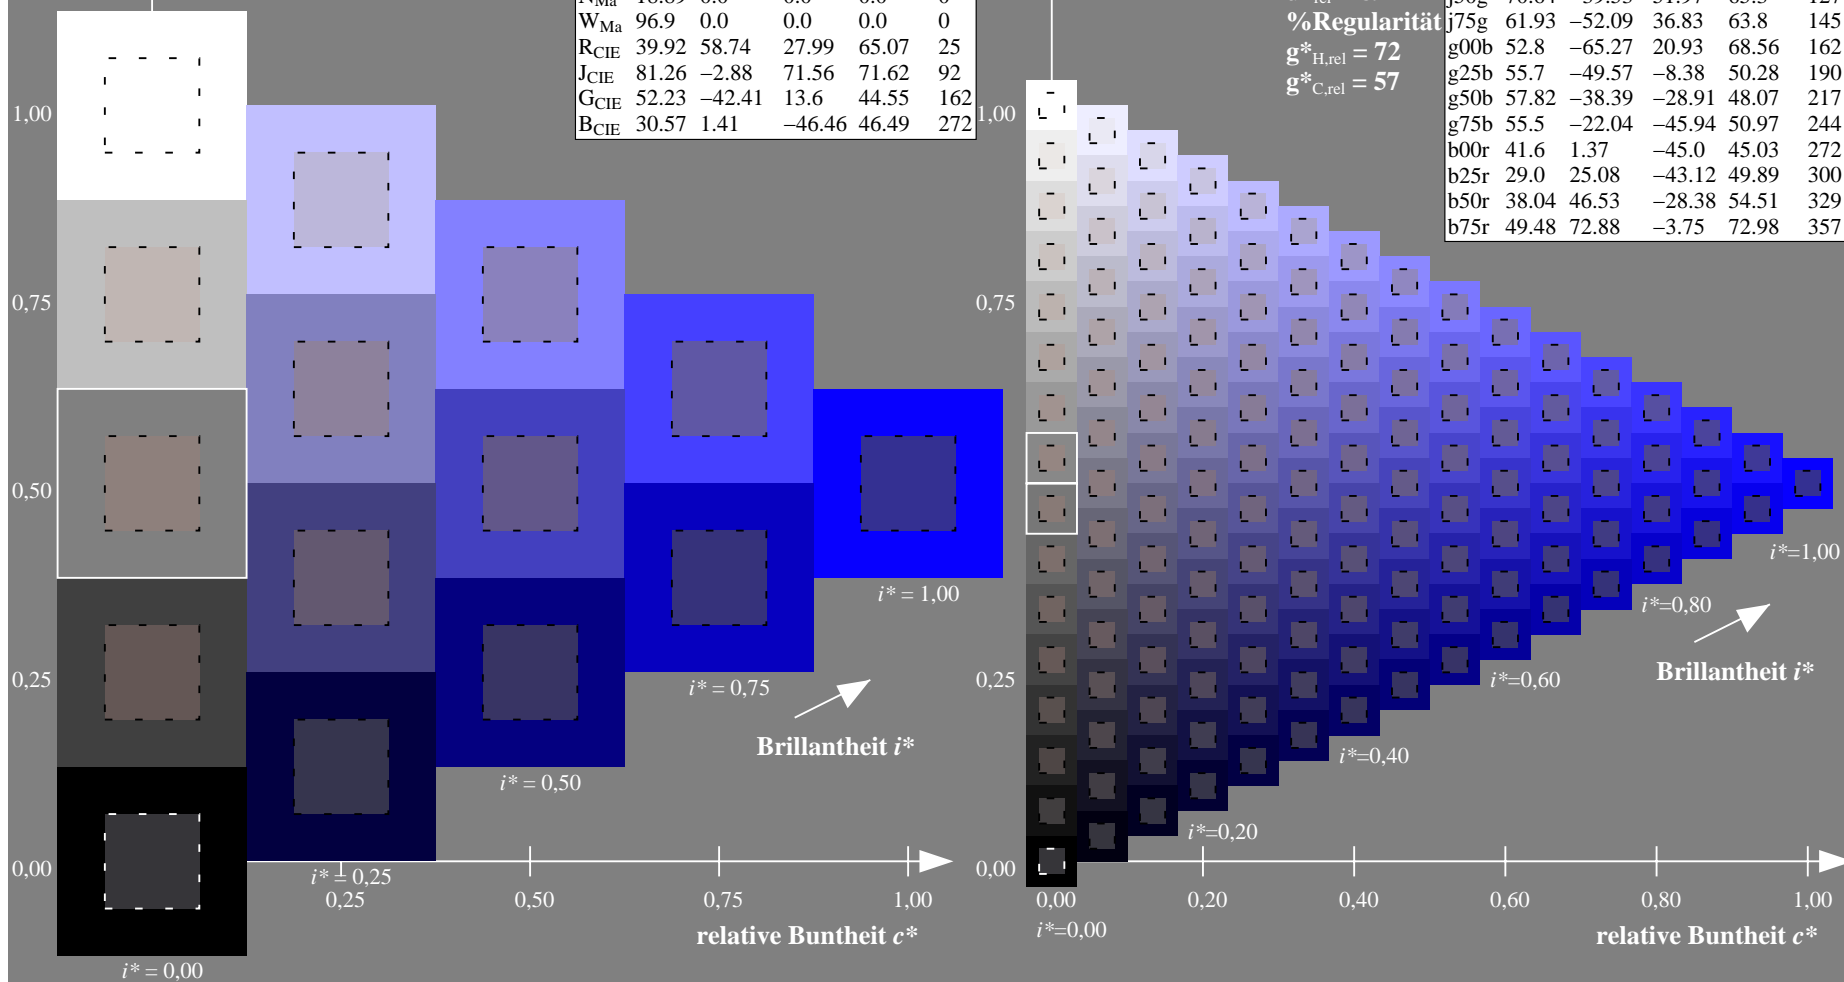 W_Ma 96.9 0.0 0.0 0.0 0
R_CIE 39.92 58.74 27.99 65.07 25
J_CIE 81.26 −2.88 71.56 71.62 92
G_CIE 52.23 −42.41 13.6 44.55 162
B_CIE 30.57 1.41 −46.46 46.49 272
1,00
0,75
0,50
0,25
0,00
i* = 1,00
i* = 0,75
Brillantheit i*
i* = 0,50
i* = 0,25
0,25 0,50 0,75 1,00
relative Buntheit c*
i* = 0,00
%Regularität
g*H,rel = 72
g*C,rel = 57
j75g 61.93 −52.09 36.83 63.8 145
g00b 52.8 −65.27 20.93 68.56 162
g25b 55.7 −49.57 −8.38 50.28 190
g50b 57.82 −38.39 −28.91 48.07 217
g75b 55.5 −22.04 −45.94 50.97 244
b00r 41.6 1.37 −45.0 45.03 272
b25r 29.0 25.08 −43.12 49.89 300
b50r 38.04 46.53 −28.38 54.51 329
b75r 49.48 72.88 −3.75 72.98 357
1,00
0,75
0,50
0,25
0,00
i*=1,00
i*=0,80
Brillantheit i*
i*=0,60
i*=0,40
i*=0,20
0,00 0,20 0,40 0,60 0,80 1,00
i*=0,00
relative Buntheit c*